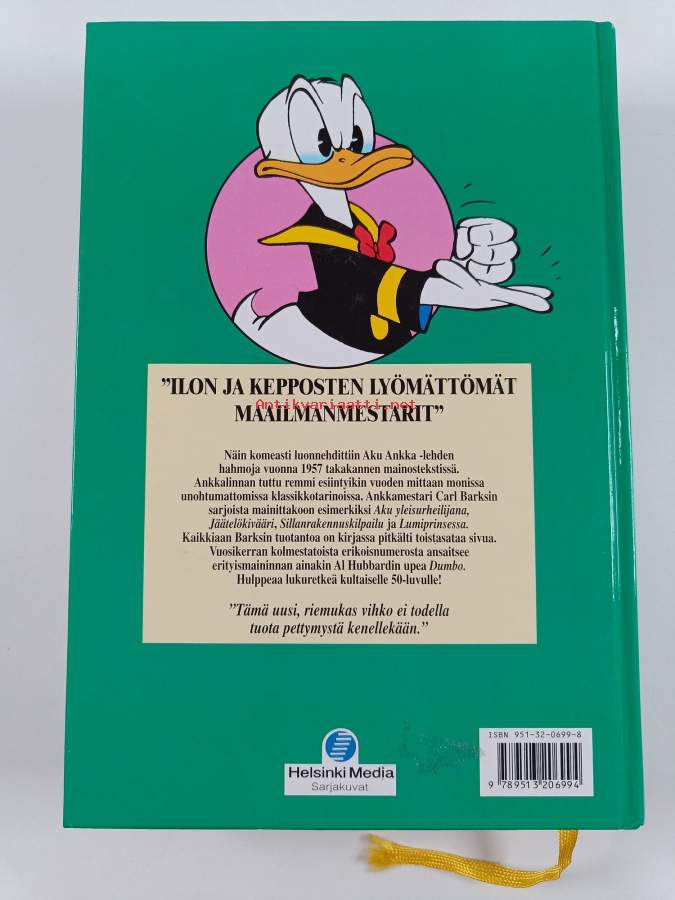 ”ILON JA KEPPOSTEN LYÖMÄTTÖMÄT
MAAILMANMESTARIT”
Antikvariaatti.net
Näin komeasti luonnehdittiin Aku Ankka -lehden
hahmoja vuonna 1957 takakannen mainostekstissä.
Ankkalinnan tuttu remmi esiintyikin vuoden mittaan monissa
unohtumattomissa klassikkotarinoissa. Ankkamestari Carl Barksin
sarjoista mainittakoon esimerkiksi Aku yleisurheilijana,
Jäätelökivääri, Sillanrakennuskilpailu ja Lumiprinsessa.
Kaikkiaan Barksin tuotantoa on kirjassa pitkälti toistasataa sivua.
Vuosikerran kolmestatoista erikoisnumerosta ansaitsee
erityismaininnan ainakin Al Hubbardin upea Dumbo.
Hulppeaa lukuretkeä kultaiselle 50-luvulle!
”Tämä uusi, riemukas vihko ei todella
tuota pettymystä kenellekään.”
Helsinki Media
Sarjakuvat
ISBN 951-32-0699-8
9 789513 206994